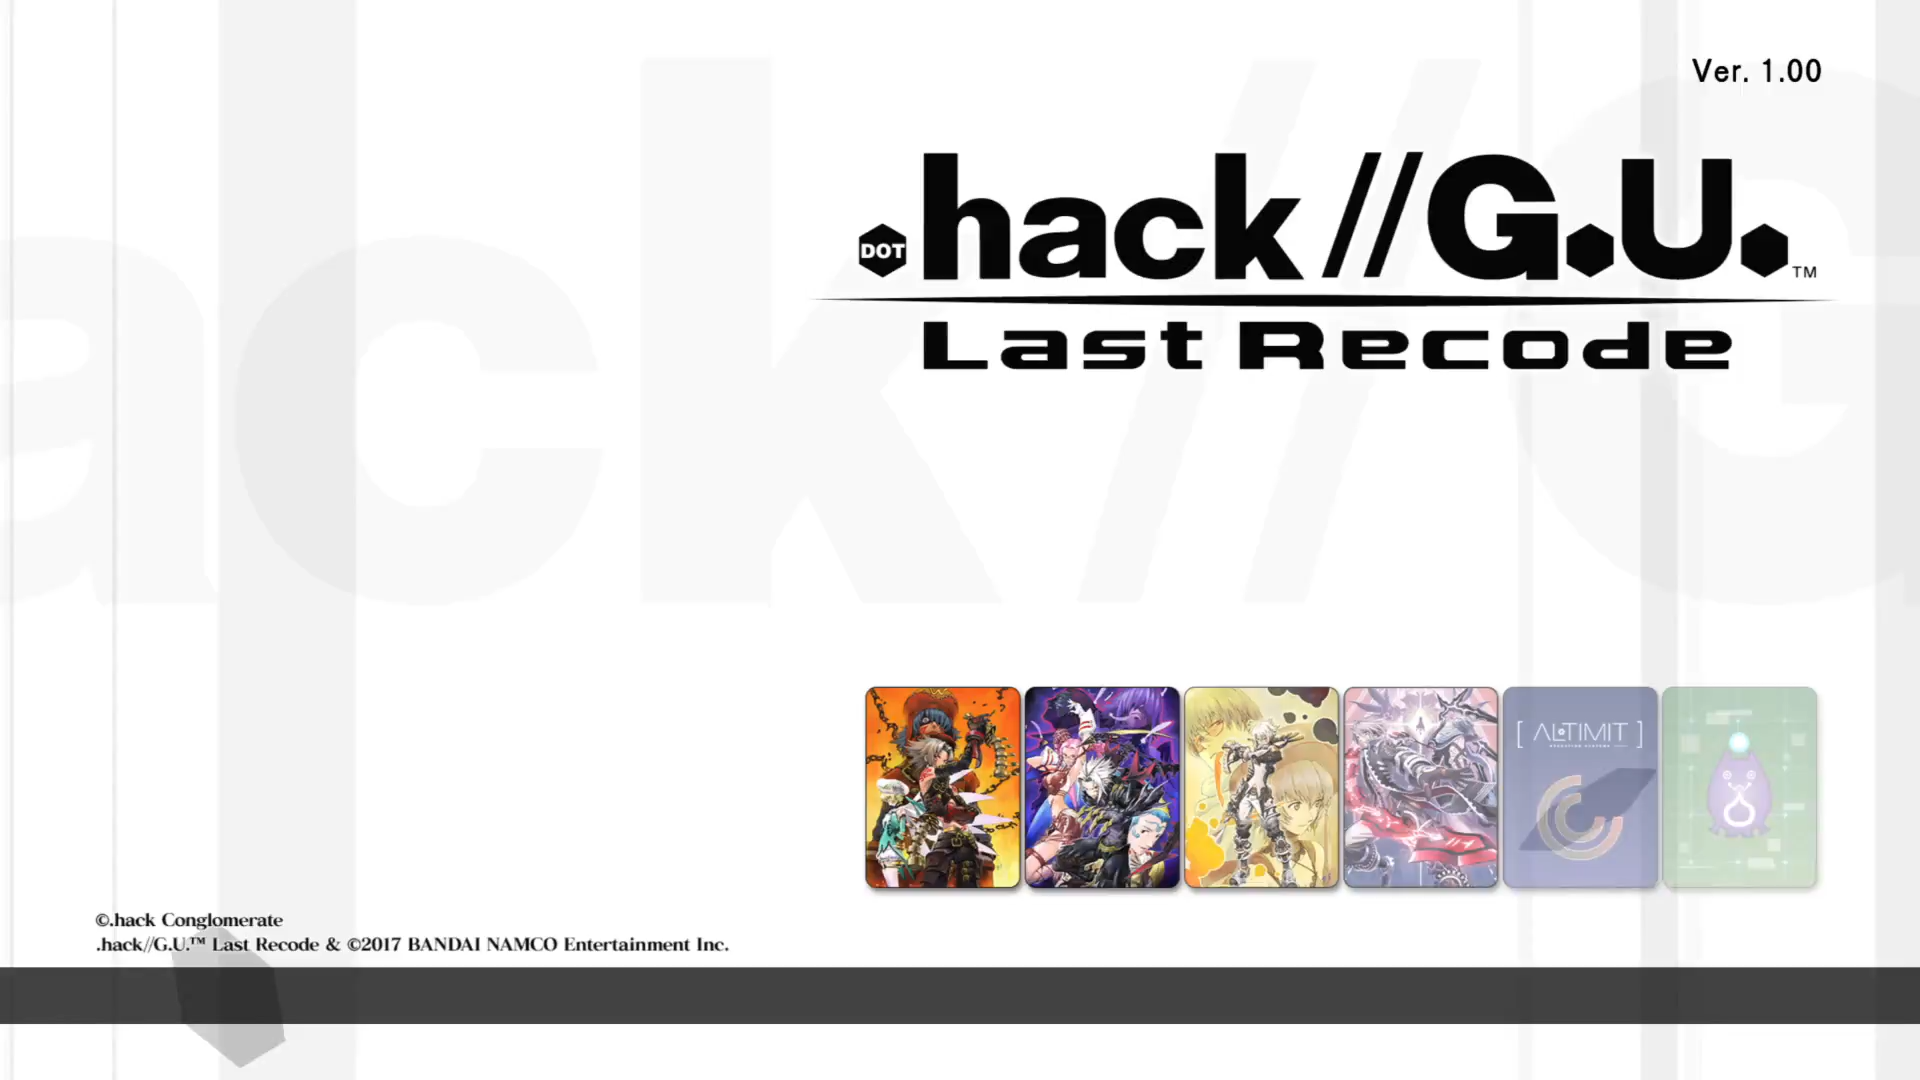 Ver. 1.00
DOT
.hack//G.U.™
Last Recode
[ ALTIMIT ]
©.hack Conglomerate
.hack//G.U.™ Last Recode & ©2017 BANDAI NAMCO Entertainment Inc.
ack//G